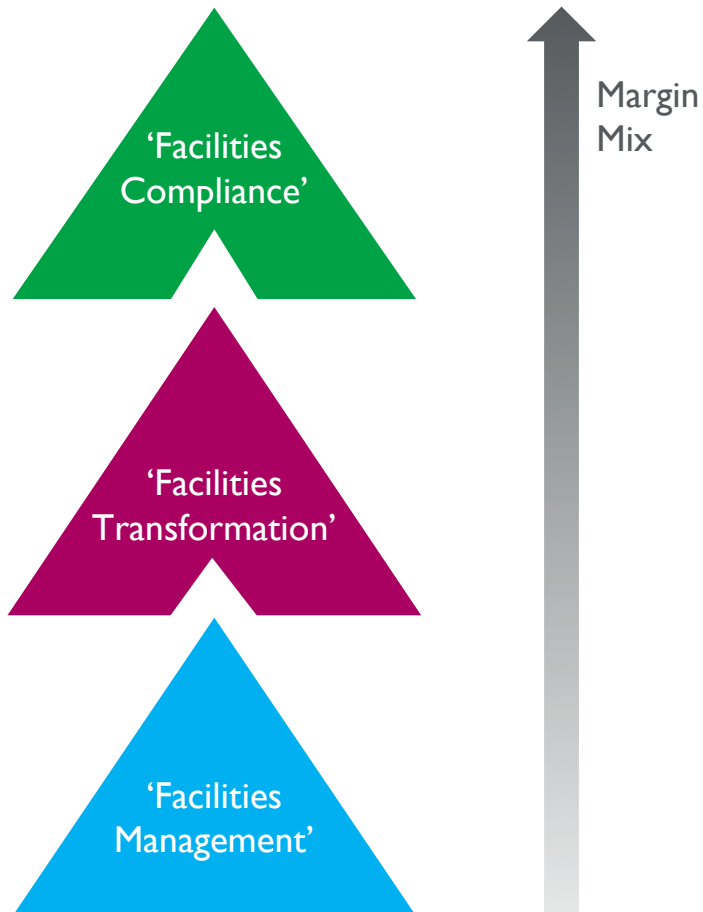 ‘Facilities
Compliance’
Margin
Mix
‘Facilities
Transformation’
‘Facilities
Management’